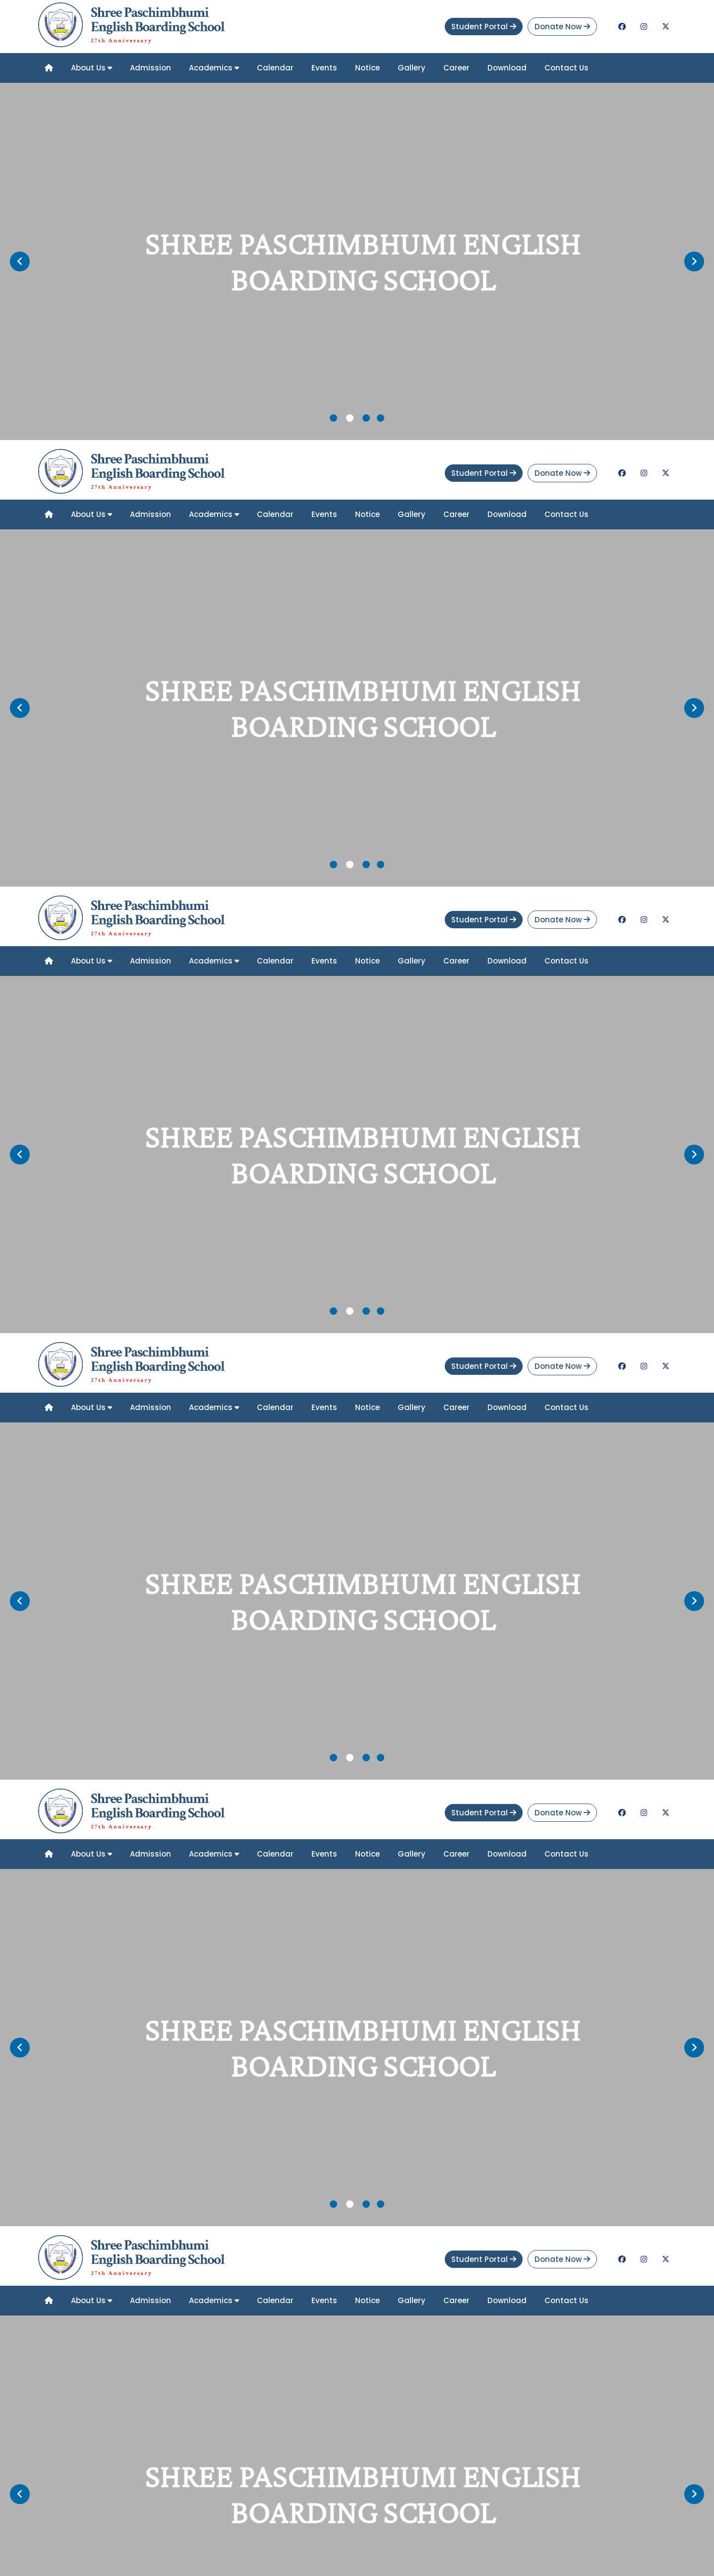 Shree Paschimbhumi
English Boarding School
27th Anniversary
Student Portal Donate Now
About Us Admission Academics Calendar Events Notice Gallery Career Download Contact Us
SHREE PASCHIMBHUMI ENGLISH
BOARDING SCHOOL
Shree Paschimbhumi
English Boarding School
27th Anniversary
Student Portal Donate Now
About Us Admission Academics Calendar Events Notice Gallery Career Download Contact Us
SHREE PASCHIMBHUMI ENGLISH
BOARDING SCHOOL
Shree Paschimbhumi
English Boarding School
27th Anniversary
Student Portal Donate Now
About Us Admission Academics Calendar Events Notice Gallery Career Download Contact Us
SHREE PASCHIMBHUMI ENGLISH
BOARDING SCHOOL
Shree Paschimbhumi
English Boarding School
27th Anniversary
Student Portal Donate Now
About Us Admission Academics Calendar Events Notice Gallery Career Download Contact Us
SHREE PASCHIMBHUMI ENGLISH
BOARDING SCHOOL
Shree Paschimbhumi
English Boarding School
27th Anniversary
Student Portal Donate Now
About Us Admission Academics Calendar Events Notice Gallery Career Download Contact Us
SHREE PASCHIMBHUMI ENGLISH
BOARDING SCHOOL
Shree Paschimbhumi
English Boarding School
27th Anniversary
Student Portal Donate Now
About Us Admission Academics Calendar Events Notice Gallery Career Download Contact Us
SHREE PASCHIMBHUMI ENGLISH
BOARDING SCHOOL